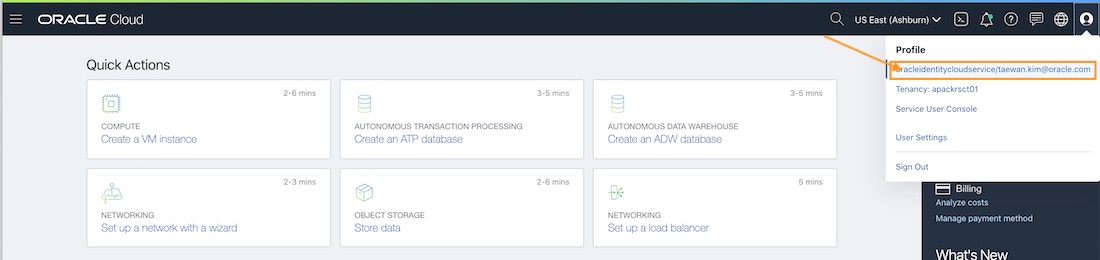 ORACLE Cloud
US East (Ashburn)
Profile
oracleidentitycloudservice/taewan.kim@oracle.com
Tenancy: apackrsct01
Service User Console
User Settings
Sign Out
Quick Actions
2-6 mins
COMPUTE
Create a VM instance
3-5 mins
AUTONOMOUS TRANSACTION PROCESSING
Create an ATP database
3-5 mins
AUTONOMOUS DATA WAREHOUSE
Create an ADW database
2-3 mins
NETWORKING
Set up a network with a wizard
2-6 mins
OBJECT STORAGE
Store data
5 mins
NETWORKING
Set up a load balancer
Billing
Analyze costs
Manage payment method
What's New